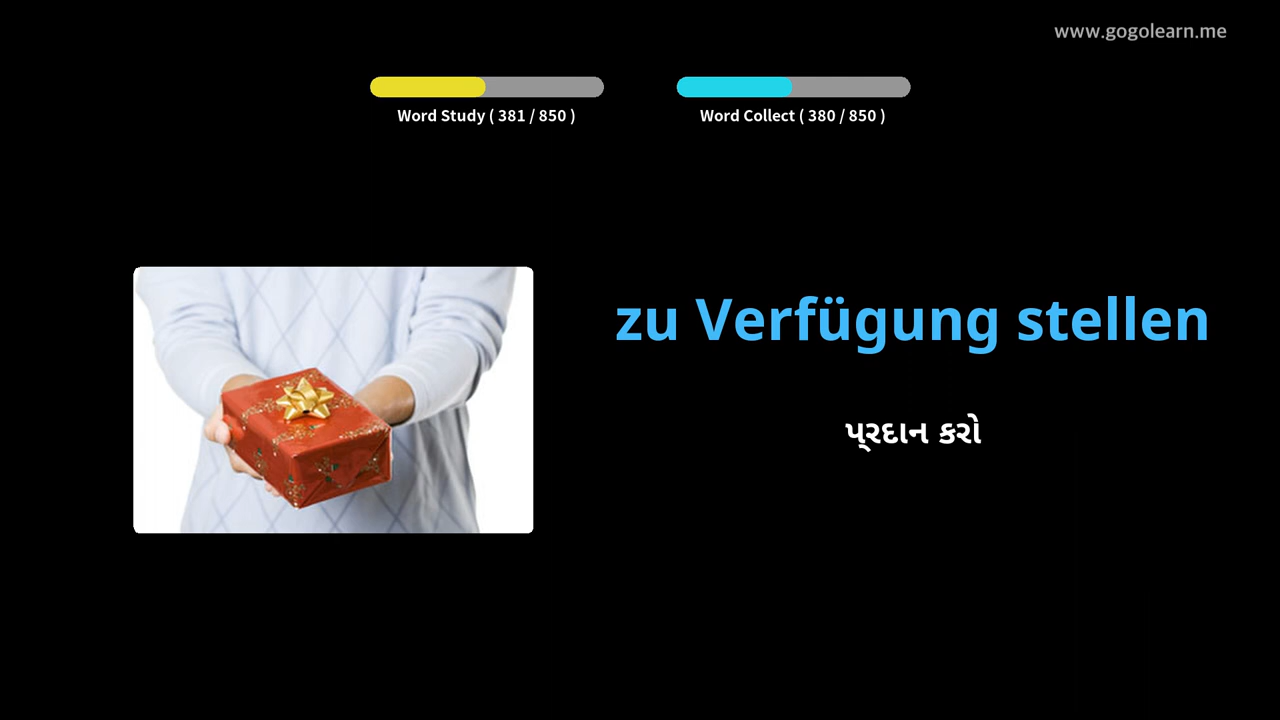 www.gogolearn.me
Word Study ( 381 / 850 )
Word Collect ( 380 / 850 )
zu Verfügung stellen
પ્રદાન કરો